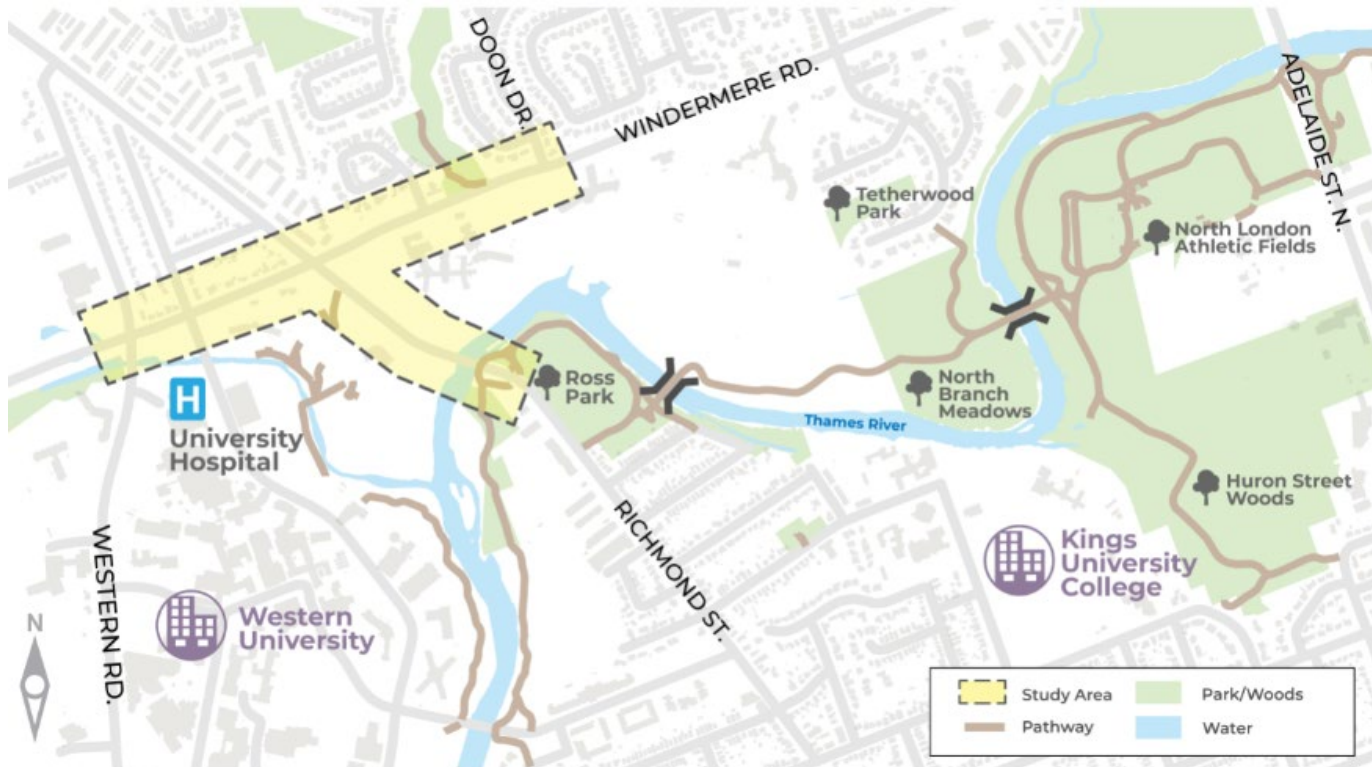 DOON DR.
WINDERMERE RD.
ADELAIDE ST. N.
Tetherwood
Park
North London
Athletic Fields
H
University
Hospital
Ross
Park
North
Branch
Meadows
Thames River
Huron Street
Woods
RICHMOND ST.
WESTERN RD.
Kings
University
College
Western
University
N
Study Area
Park/Woods
Pathway
Water